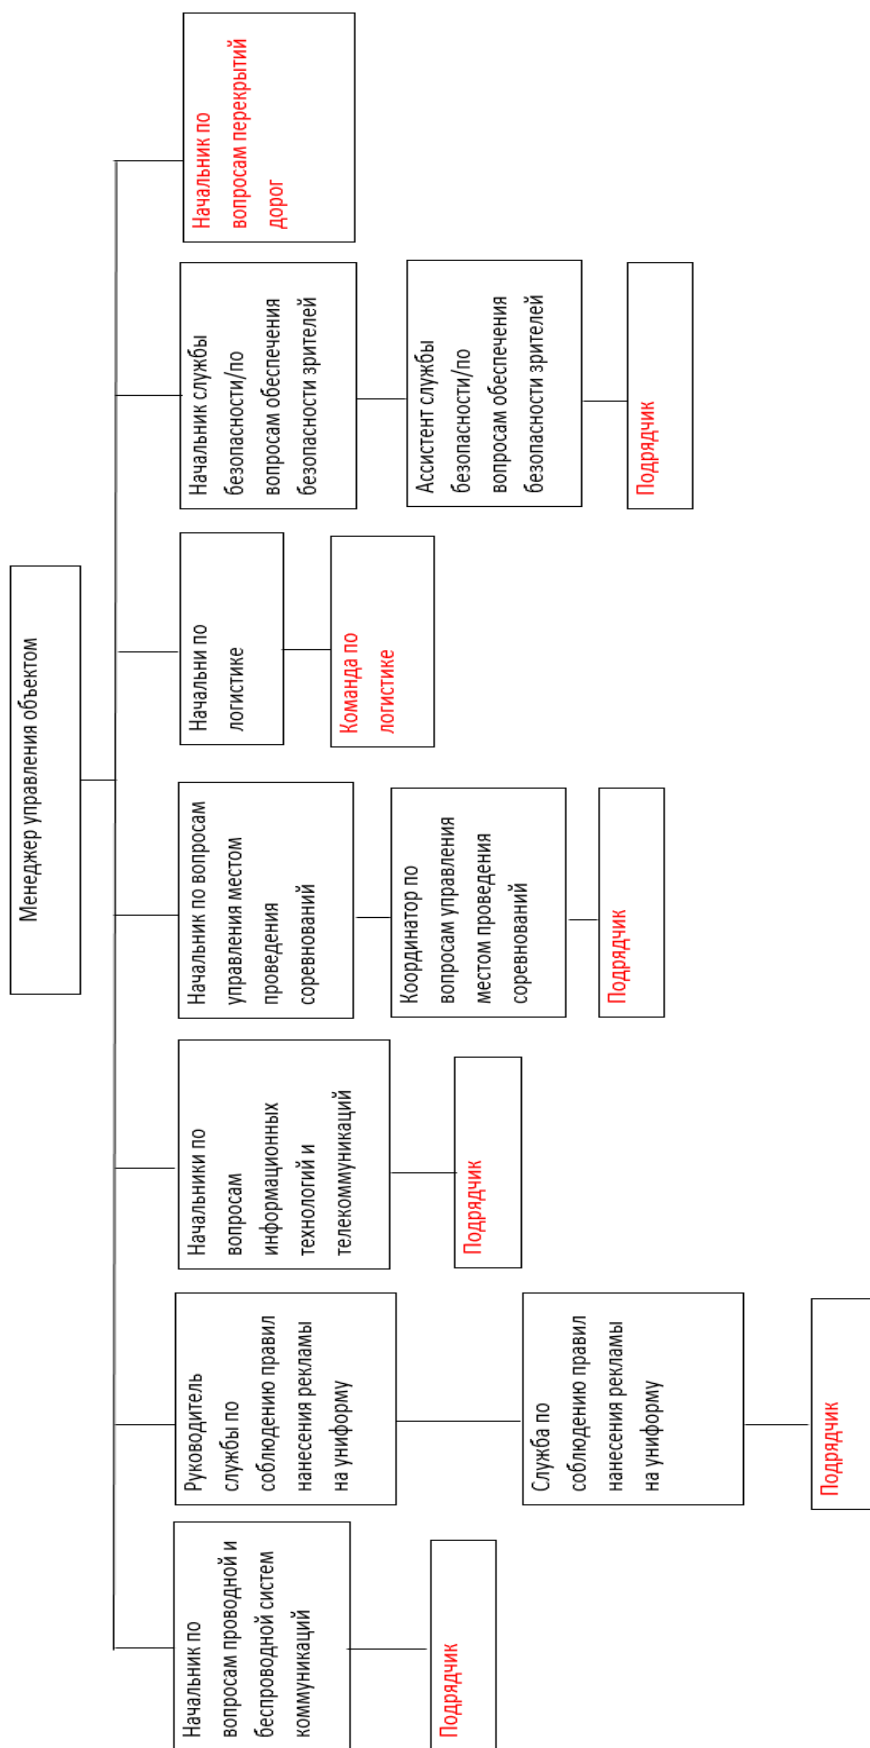 Менеджер управления объектом
Начальник по
вопросам проводной и
беспроводной систем
коммуникаций
Подрядчик
Руководитель
службы по
соблюдению правил
нанесения рекламы
на униформу
Служба по
соблюдению правил
нанесения рекламы
на униформу
Подрядчик
Начальники по
вопросам
информационных
технологий и
телекоммуникаций
Подрядчик
Начальник по вопросам
управления местом
проведения
соревнований
Координатор по
вопросам управления
местом проведения
соревнований
Подрядчик
Начальни по
логистике
Команда по
логистике
Начальник службы
безопасности/по
вопросам обеспечения
безопасности зрителей
Ассистент службы
безопасности/по
вопросам обеспечения
безопасности зрителей
Подрядчик
Начальник по
вопросам перекрытий
дорог